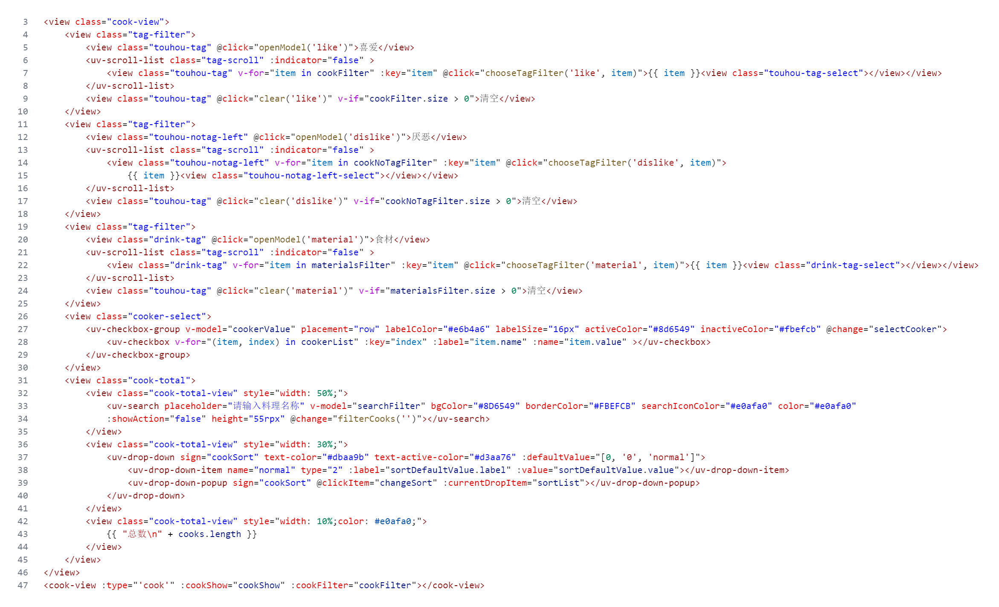 3 <view class="cook-view">
4 <view class="tag-filter">
5 <view class="touhou-tag" @click="openModel('like')">喜爱</view>
6 <uv-scroll-list class="tag-scroll" :indicator="false" >
7 <view class="touhou-tag" v-for="item in cookFilter" :key="item" @click="chooseTagFilter('like', item)">{{ item }}<view class="touhou-tag-select"></view></view>
8 </uv-scroll-list>
9 <view class="touhou-tag" @click="clear('like')" v-if="cookFilter.size > 0">清空</view>
10 </view>
11 <view class="tag-filter">
12 <view class="touhou-notag-left" @click="openModel('dislike')">厌恶</view>
13 <uv-scroll-list class="tag-scroll" :indicator="false" >
14 <view class="touhou-notag-left" v-for="item in cookNoTagFilter" :key="item" @click="chooseTagFilter('dislike', item)">
15 {{ item }}<view class="touhou-notag-left-select"></view></view>
16 </uv-scroll-list>
17 <view class="touhou-tag" @click="clear('dislike')" v-if="cookNoTagFilter.size > 0">清空</view>
18 </view>
19 <view class="tag-filter">
20 <view class="drink-tag" @click="openModel('material')">食材</view>
21 <uv-scroll-list class="tag-scroll" :indicator="false" >
22 <view class="drink-tag" v-for="item in materialsFilter" :key="item" @click="chooseTagFilter('material', item)">{{ item }}<view class="drink-tag-select"></view></view>
23 </uv-scroll-list>
24 <view class="touhou-tag" @click="clear('material')" v-if="materialsFilter.size > 0">清空</view>
25 </view>
26 <view class="cooker-select">
27 <uv-checkbox-group v-model="cookerValue" placement="row" labelColor="#e6b4a6" labelSize="16px" activeColor="#8d6549" inactiveColor="#fbefcb" @change="selectCooker">
28 <uv-checkbox v-for="(item, index) in cookerList" :key="index" :label="item.name" :name="item.value" ></uv-checkbox>
29 </uv-checkbox-group>
30 </view>
31 <view class="cook-total">
32 <view class="cook-total-view" style="width: 50%;">
33 <uv-search placeholder="请输入料理名称" v-model="searchFilter" bgColor="#8D6549" borderColor="#FBEFCB" searchIconColor="#e0afa0" color="#e0afa0"
34 :showAction="false" height="55rpx" @change="filterCooks('')"></uv-search>
35 </view>
36 <view class="cook-total-view" style="width: 30%;">
37 <uv-drop-down sign="cookSort" text-color="#dbaa9b" text-active-color="#d3aa76" :defaultValue="[0, '0', 'normal']">
38 <uv-drop-down-item name="normal" type="2" :label="sortDefaultValue.label" :value="sortDefaultValue.value"></uv-drop-down-item>
39 <uv-drop-down-popup sign="cookSort" @clickItem="changeSort" :currentDropItem="sortList"></uv-drop-down-popup>
40 </uv-drop-down>
41 </view>
42 <view class="cook-total-view" style="width: 10%;color: #e0afa0;">
43 {{ "总数\n" + cooks.length }}
44 </view>
45 </view>
46 </view>
47 <cook-view :type="'cook'" :cookShow="cookShow" :cookFilter="cookFilter"></cook-view>